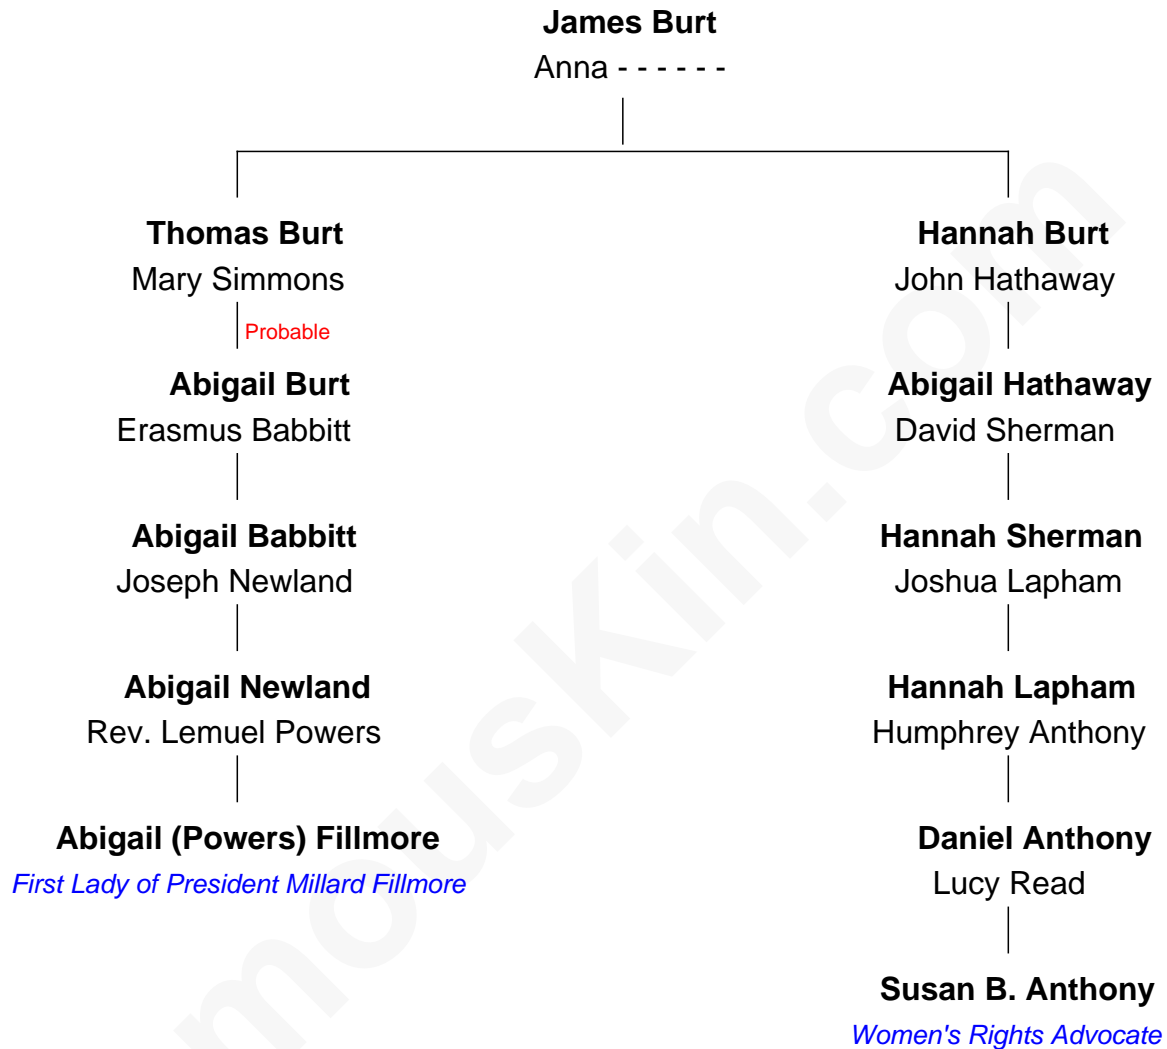 James Burt
Anna - - - - - -
Thomas Burt
Mary Simmons
Probable
Abigail Burt
Erasmus Babbitt
Abigail Babbitt
Joseph Newland
Abigail Newland
Rev. Lemuel Powers
Abigail (Powers) Fillmore
First Lady of President Millard Fillmore
Hannah Burt
John Hathaway
Abigail Hathaway
David Sherman
Hannah Sherman
Joshua Lapham
Hannah Lapham
Humphrey Anthony
Daniel Anthony
Lucy Read
Susan B. Anthony
Women's Rights Advocate
mousKin.com